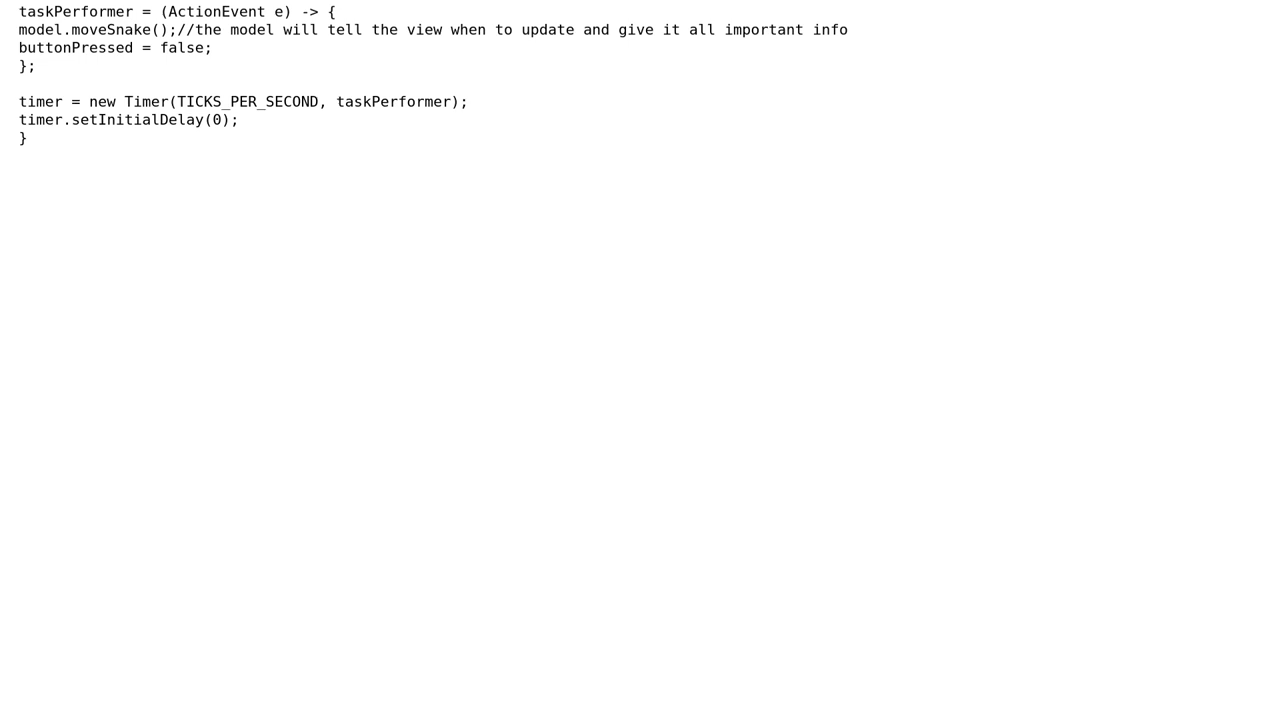 taskPerformer = (ActionEvent e) -> {
model.moveSnake();//the model will tell the view when to update and give it all important info
buttonPressed = false;
};

timer = new Timer(TICKS_PER_SECOND, taskPerformer);
timer.setInitialDelay(0);
}